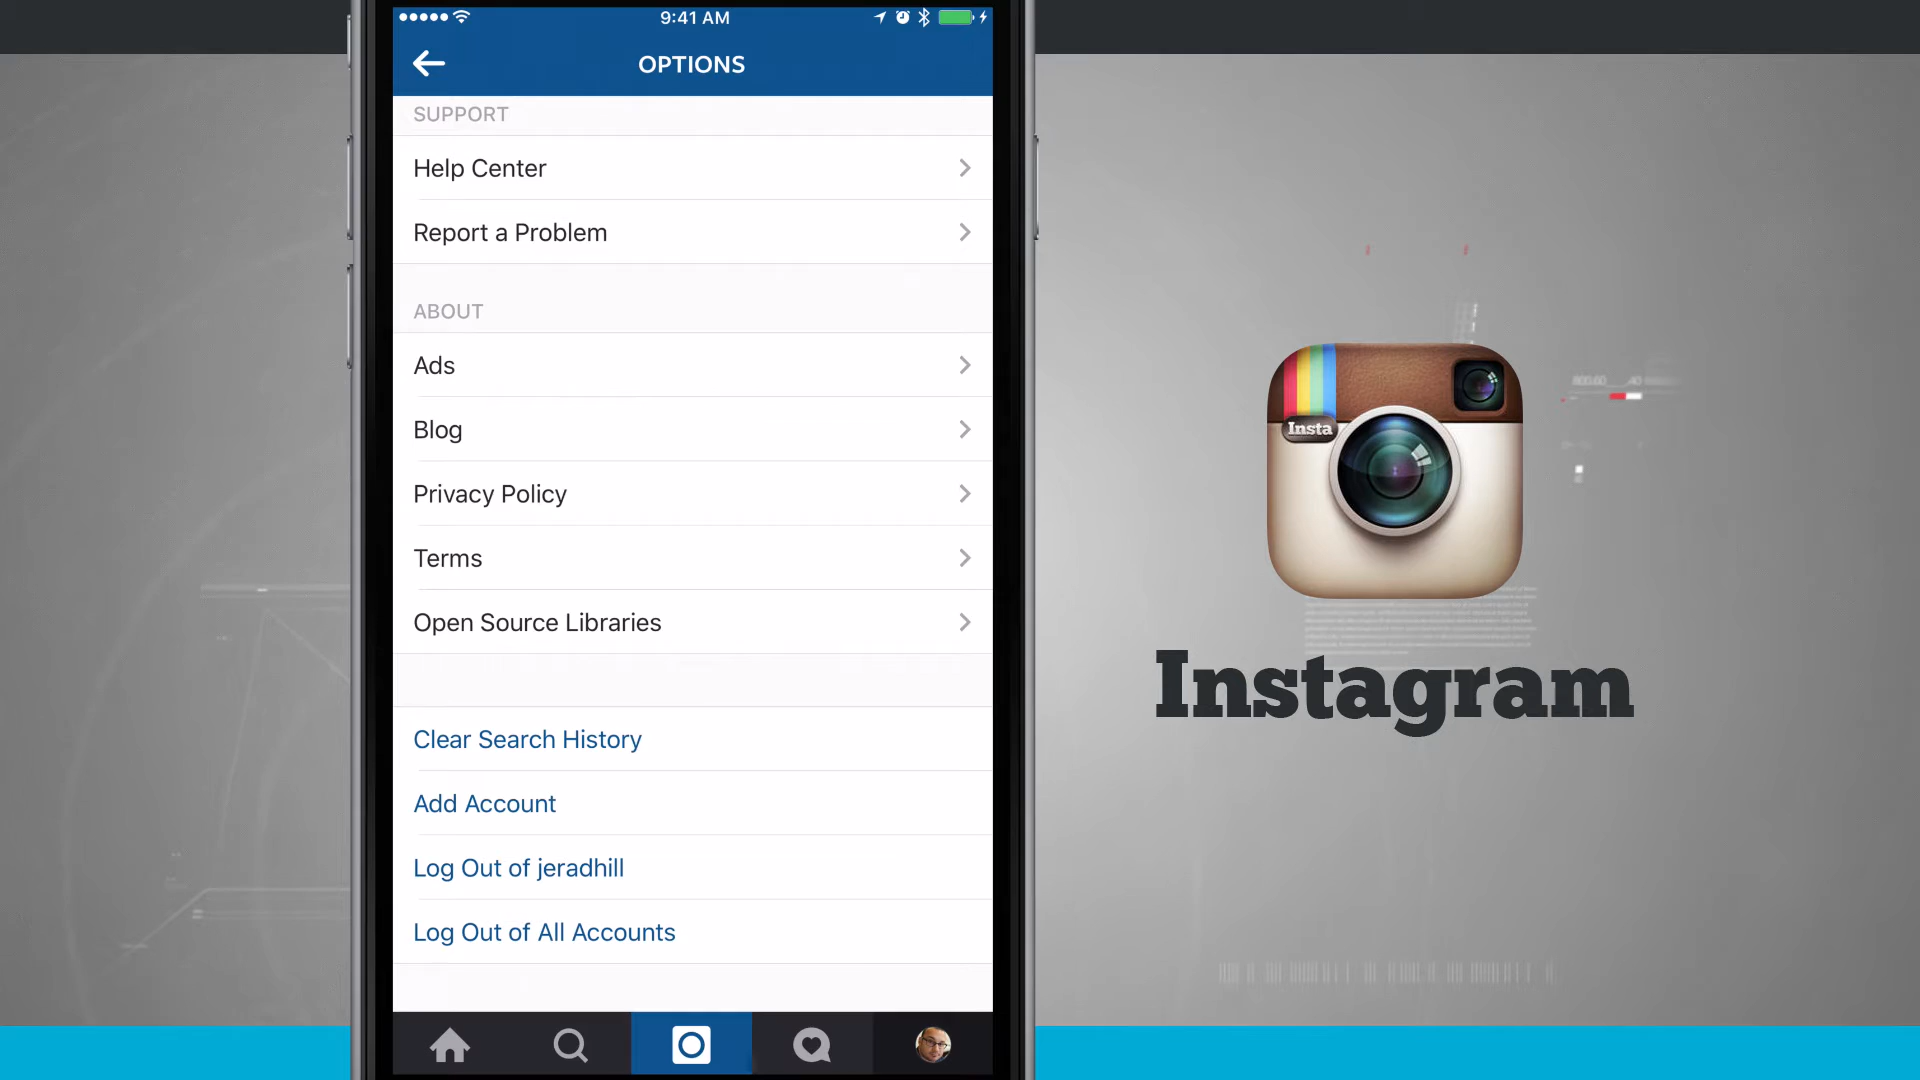 9:41 AM
OPTIONS
SUPPORT
Help Center
Report a Problem
ABOUT
Ads
Blog
Privacy Policy
Terms
Open Source Libraries
Clear Search History
Add Account
Log Out of jeradhill
Log Out of All Accounts
Insta
Instagram